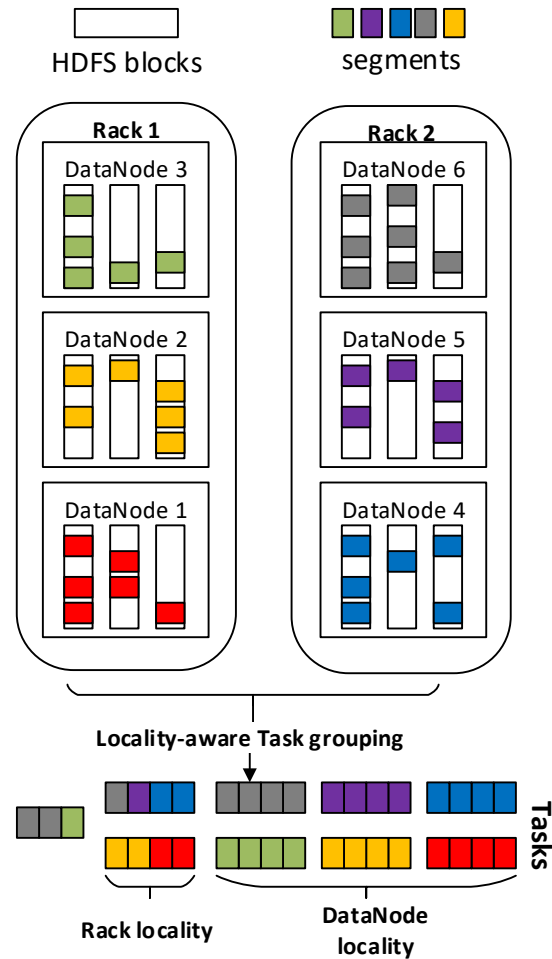 HDFS blocks
segments
Rack 1
Rack 2
DataNode 3
DataNode 6
DataNode 2
DataNode 5
DataNode 1
DataNode 4
Locality-aware Task grouping
Tasks
Rack locality
DataNode
locality